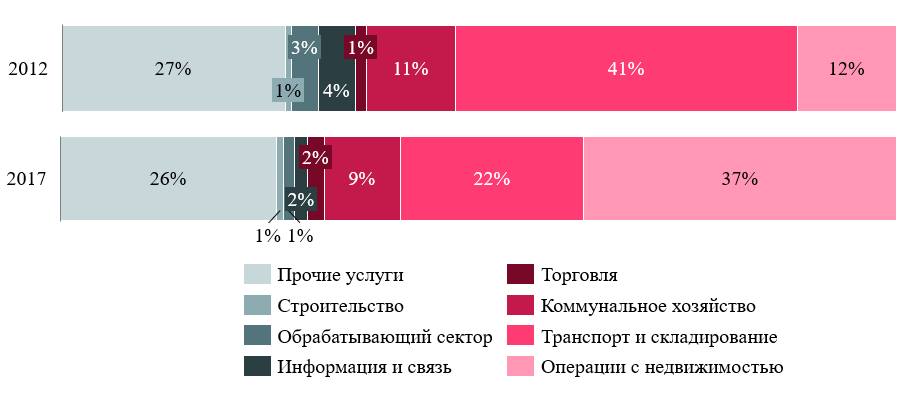 2012 27% 1% 3% 4% 1% 11% 41% 12%
2017 26% 1% 1% 2% 2% 9% 22% 37%
Прочие услуги
Строительство
Обрабатывающий сектор
Информация и связь
Торговля
Коммунальное хозяйство
Транспорт и складирование
Операции с недвижимостью